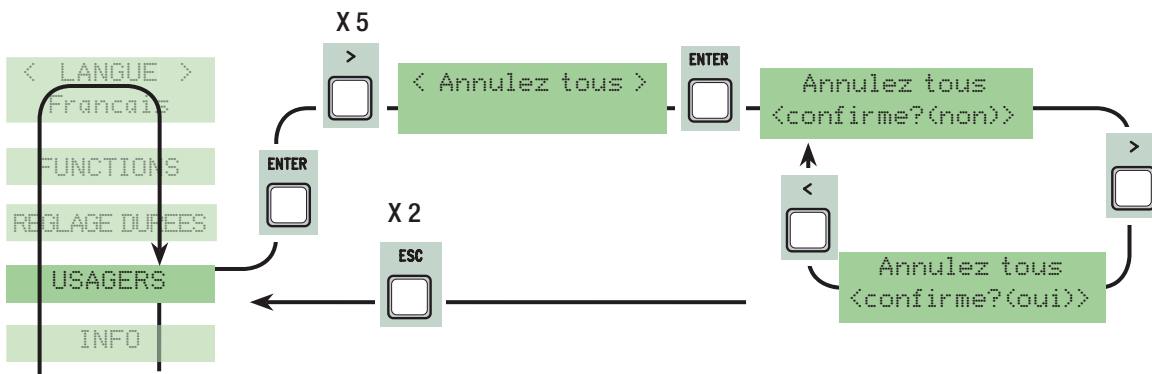 X 5
>
< LANGUE >
Francais
< Annulez tous >
ENTER
Annulez tous
<confirme?(non)>
FUNCTIONS
ENTER
<
>
REGLAGE DUREES
X 2
ESC
USAGERS
Annulez tous
<confirme?(oui)>
INFO